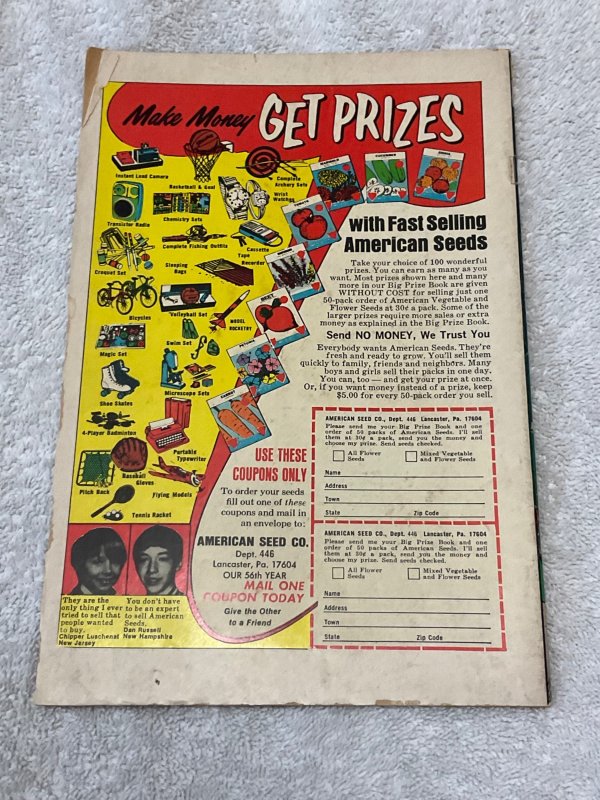 Make Money GET PRIZES
with Fast Selling
American Seeds
Take your choice of 100 wonderful
prizes. You can earn as many as you
want. Most prizes shown here and many
more in our Big Prize Book are given
WITHOUT COST for selling just one
50-pack order of American Vegetable and
Flower Seeds at 30¢ a pack. Some of the
larger prizes require more sales or extra
money as explained in the Big Prize Book.
Send NO MONEY, We Trust You
Everybody wants American Seeds. They're
fresh and ready to grow. You'll sell them
quickly to family, friends and neighbors. Many
boys and girls sell their packs in one day.
You can, too — and get your prize at once.
Or, if you want money instead of a prize, keep
$5.00 for every 50-pack order you sell.
Instant Load Camera
Basketball & Goal
Complete
Archery Sets
Wrist
Watches
Transistor Radio
Chemistry Sets
Complete Fishing Outfits
Cassette
Tape
Recorder
Croquet Set
Sleeping
Bags
Bicycles
Volleyball Set
MODEL
ROCKETRY
Magic Set
Swim Set
Shoe Skates
Microscope Sets
4-Player Badminton
Portable
Typewriter
Baseball
Gloves
Pitch Back
Flying Models
Tennis Racket
CUCUMBER
TOMATO
BEET
PETUNIA
CARROT
USE THESE
COUPONS ONLY
To order your seeds
fill out one of these
coupons and mail in
an envelope to:
AMERICAN SEED CO.
Dept. 446
Lancaster, Pa. 17604
OUR 56th YEAR
MAIL ONE
COUPON TODAY
Give the Other
to a Friend
They are the
only thing I ever
tried to sell that
people wanted
to buy.
Chipper Luschenat
New Jersey
You don't have
to be an expert
to sell American
Seeds.
Dan Russell
New Hampshire
AMERICAN SEED CO., Dept. 446 Lancaster, Pa. 17604
Please send me your Big Prize Book and one
order of 50 packs of American Seeds. I'll sell
them at 30¢ a pack, send you the money and
choose my prize. Send seeds checked.
All Flower
Seeds
Mixed Vegetable
and Flower Seeds
Name
Address
Town
State Zip Code
AMERICAN SEED CO., Dept. 446 Lancaster, Pa. 17604
Please send me your Big Prize Book and one
order of 50 packs of American Seeds. I'll sell
them at 30¢ a pack, send you the money and
choose my prize. Send seeds checked.
All Flower
Seeds
Mixed Vegetable
and Flower Seeds
Name
Address
Town
State Zip Code